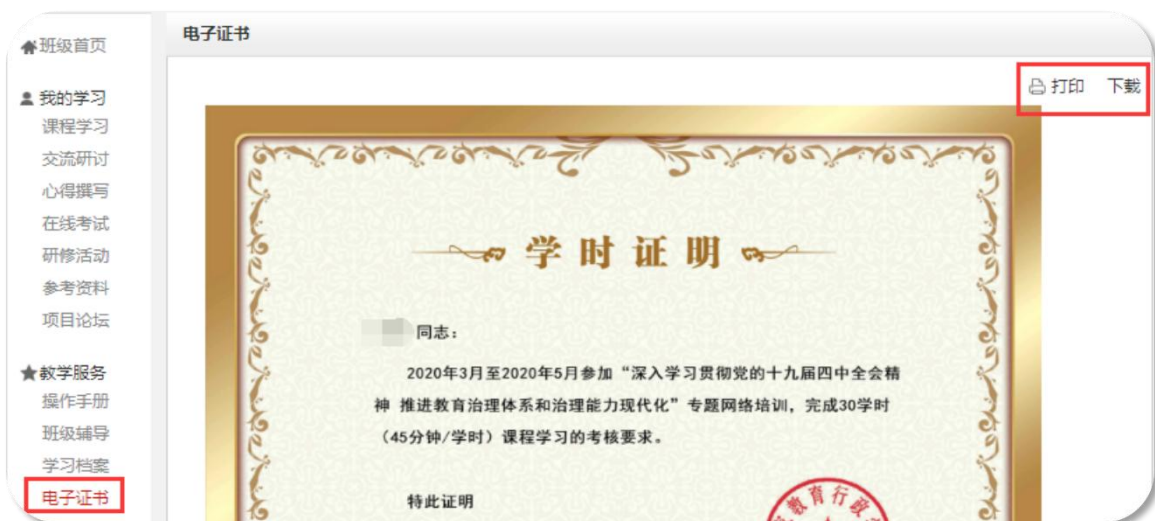 班级首页
我的学习
课程学习
交流研讨
心得撰写
在线考试
研修活动
参考资料
项目论坛
教学服务
操作手册
班级辅导
学习档案
电子证书
电子证书
打印 下载
学时证明
同志：
2020年3月至2020年5月参加“深入学习贯彻党的十九届四中全会精
神 推进教育治理体系和治理能力现代化”专题网络培训，完成30学时
（45分钟/学时）课程学习的考核要求。
特此证明
教育行政